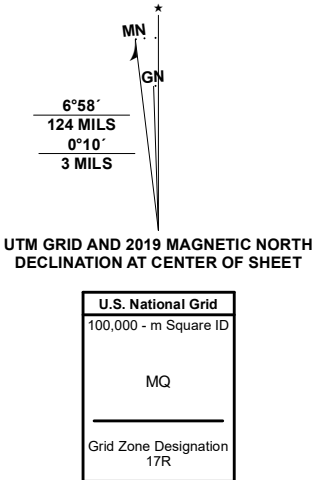 MN
GN
6°58´
124 MILS
0°10´
3 MILS
UTM GRID AND 2019 MAGNETIC NORTH
DECLINATION AT CENTER OF SHEET
U.S. National Grid
100,000 - m Square ID
MQ
Grid Zone Designation
17R